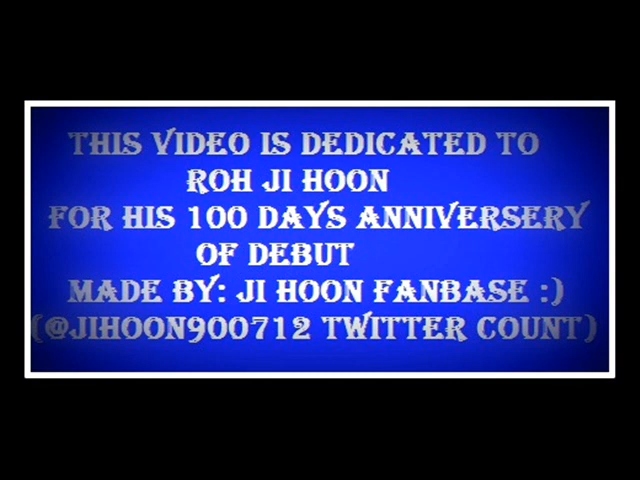 THIS VIDEO IS DEDICATED TO
ROH JI HOON
FOR HIS 100 DAYS ANNIVERSERY
OF DEBUT
MADE BY: JI HOON FANBASE :)
(@JIHOON900712 TWITTER COUNT)